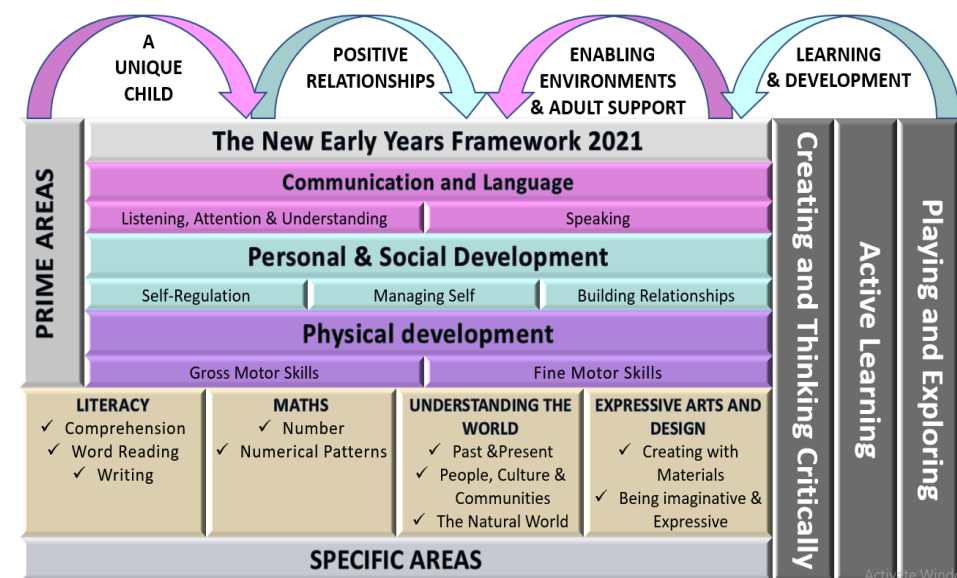 A
UNIQUE
CHILD
POSITIVE
RELATIONSHIPS
ENABLING
ENVIRONMENTS
& ADULT SUPPORT
LEARNING
& DEVELOPMENT
PRIME AREAS
The New Early Years Framework 2021
Communication and Language
Listening, Attention & Understanding
Speaking
Personal & Social Development
Self-Regulation
Managing Self
Building Relationships
Physical development
Gross Motor Skills
Fine Motor Skills
LITERACY
✓ Comprehension
✓ Word Reading
✓ Writing
MATHS
✓ Number
✓ Numerical Patterns
UNDERSTANDING THE
WORLD
✓ Past &Present
✓ People, Culture &
Communities
✓ The Natural World
EXPRESSIVE ARTS AND
DESIGN
✓ Creating with
Materials
✓ Being imaginative &
Expressive
SPECIFIC AREAS
Creating and Thinking Critically
Active Learning
Playing and Exploring